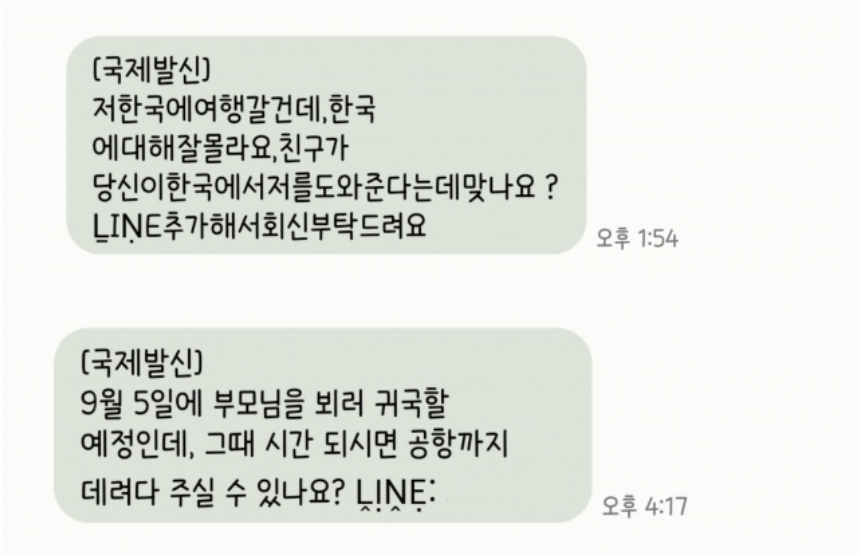 (국제발신)
저한국에여행갈건데,한국
에대해잘몰라요,친구가
당신이한국에서저를도와준다는데맞나요 ?
Ḻ̣IṆE추가해서회신부탁드려요
오후 1:54
(국제발신)
9월 5일에 부모님을 뵈러 귀국할
예정인데, 그때 시간 되시면 공항까지
데려다 주실 수 있나요? ḼỊṊẸ:
오후 4:17